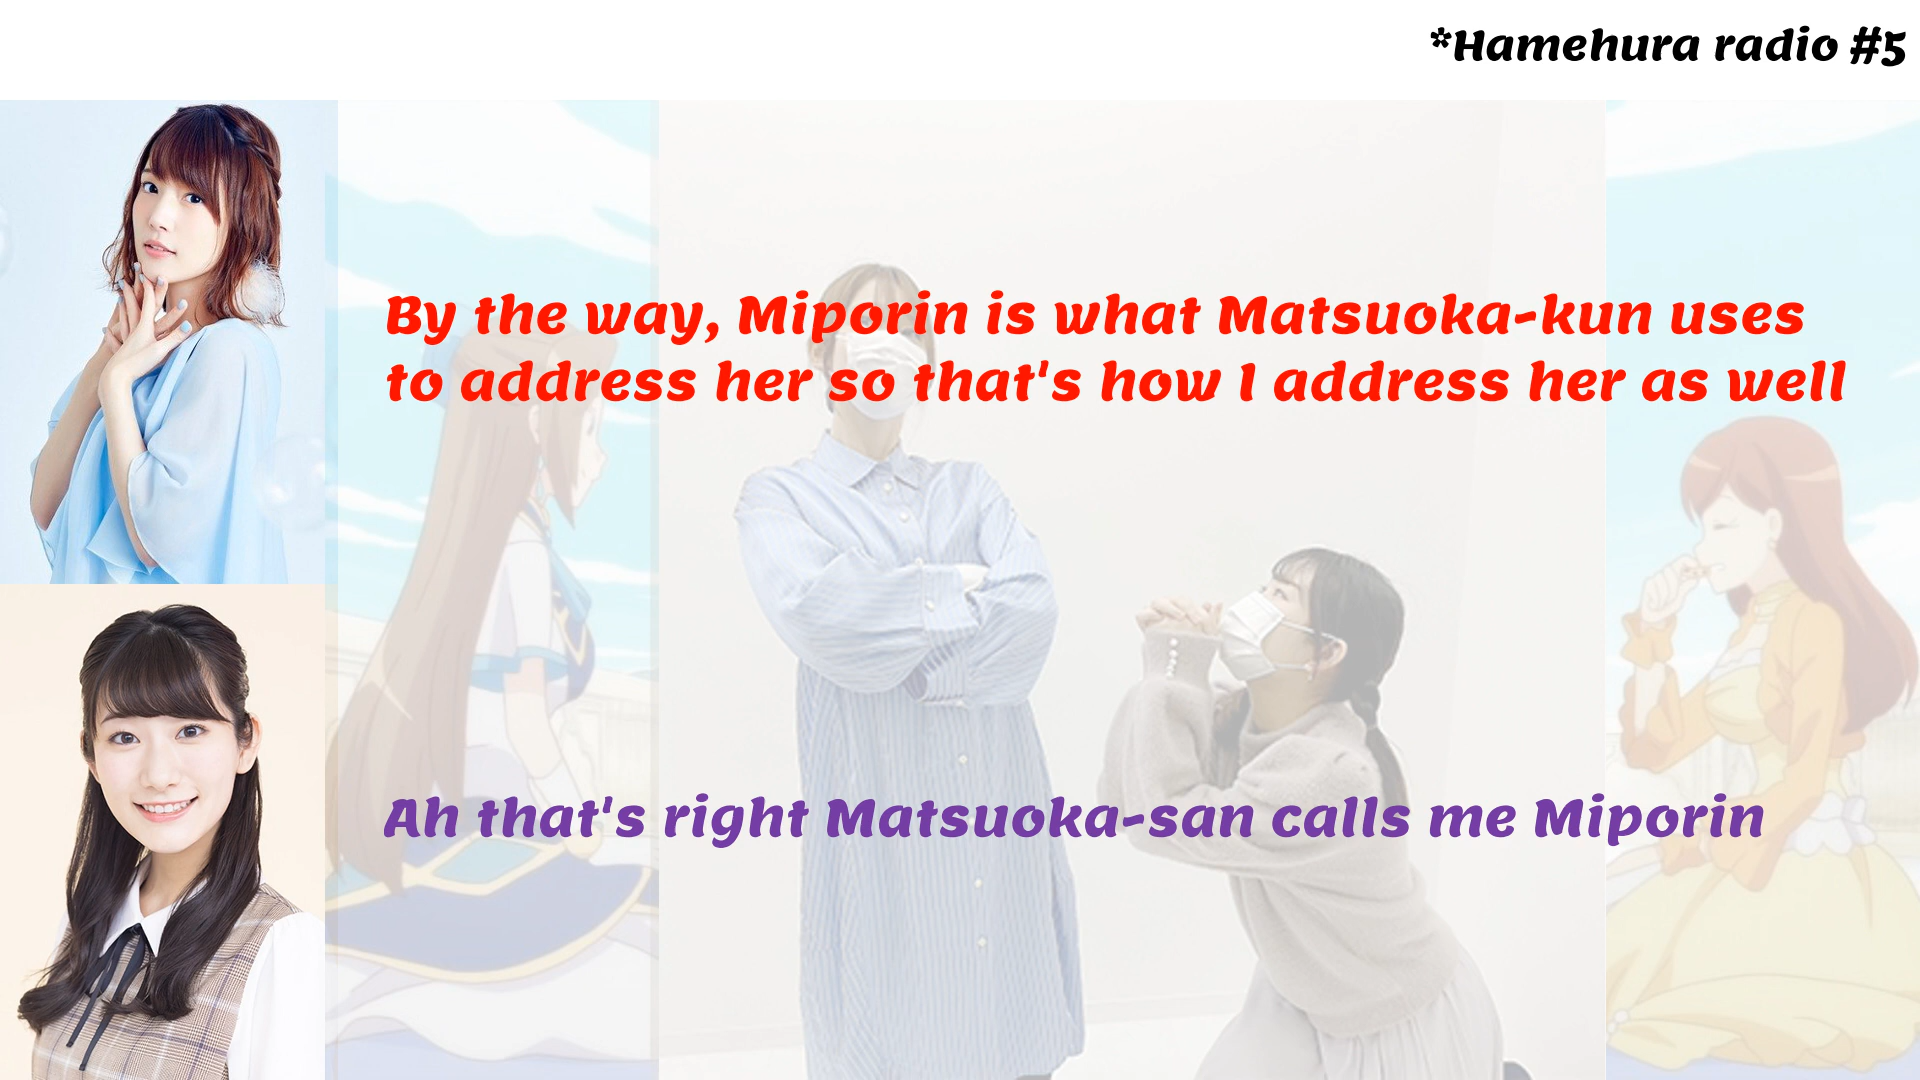 *Hamehura radio #5
By the way, Miporin is what Matsuoka-kun uses
to address her so that's how I address her as well
Ah that's right Matsuoka-san calls me Miporin